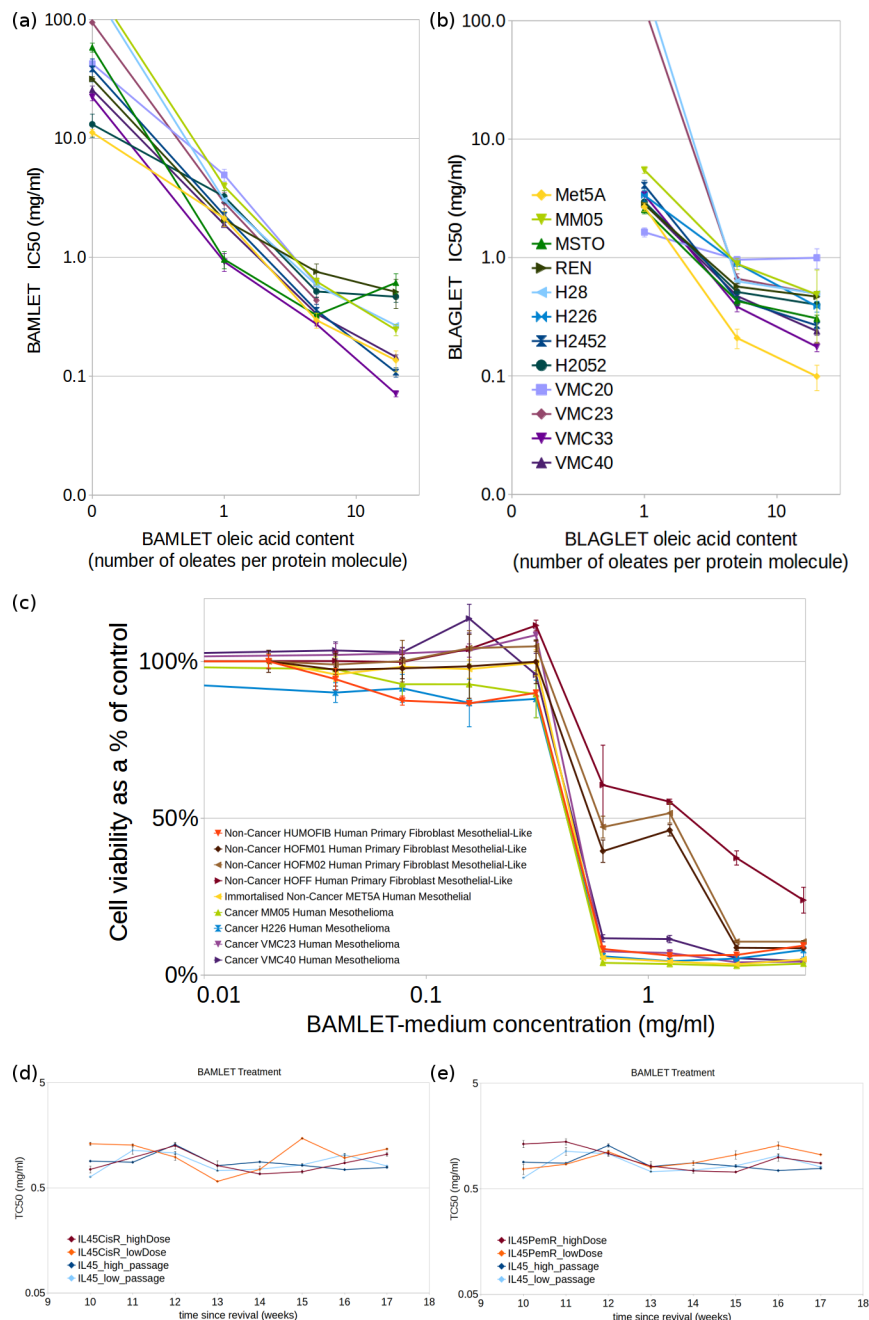 (a)
100.0
10.0
1.0
0.1
0.0
BAMLET IC50 (mg/ml)
0
1
10
BAMLET oleic acid content
(number of oleates per protein molecule)
(b)
100.0
10.0
1.0
0.1
0.0
BLAGLET IC50 (mg/ml)
Met5A
MM05
MSTO
REN
H28
H226
H2452
H2052
VMC20
VMC23
VMC33
VMC40
0
1
10
BLAGLET oleic acid content
(number of oleates per protein molecule)
(c)
Cell viability as a % of control
100%
50%
0%
Non-Cancer HUMOFIB Human Primary Fibroblast Mesothelial-Like
Non-Cancer HOFM01 Human Primary Fibroblast Mesothelial-Like
Non-Cancer HOFM02 Human Primary Fibroblast Mesothelial-Like
Non-Cancer HOFF Human Primary Fibroblast Mesothelial-Like
Immortalised Non-Cancer MET5A Human Mesothelial
Cancer MM05 Human Mesothelioma
Cancer H226 Human Mesothelioma
Cancer VMC23 Human Mesothelioma
Cancer VMC40 Human Mesothelioma
0.01
0.1
1
BAMLET-medium concentration (mg/ml)
(d)
BAMLET Treatment
5
0.5
0.05
TC50 (mg/ml)
IL45CisR_highDose
IL45CisR_lowDose
IL45_high_passage
IL45_low_passage
9 10 11 12 13 14 15 16 17 18
time since revival (weeks)
(e)
BAMLET Treatment
5
0.5
0.05
TC50 (mg/ml)
IL45PemR_highDose
IL45PemR_lowDose
IL45_high_passage
IL45_low_passage
9 10 11 12 13 14 15 16 17 18
time since revival (weeks)